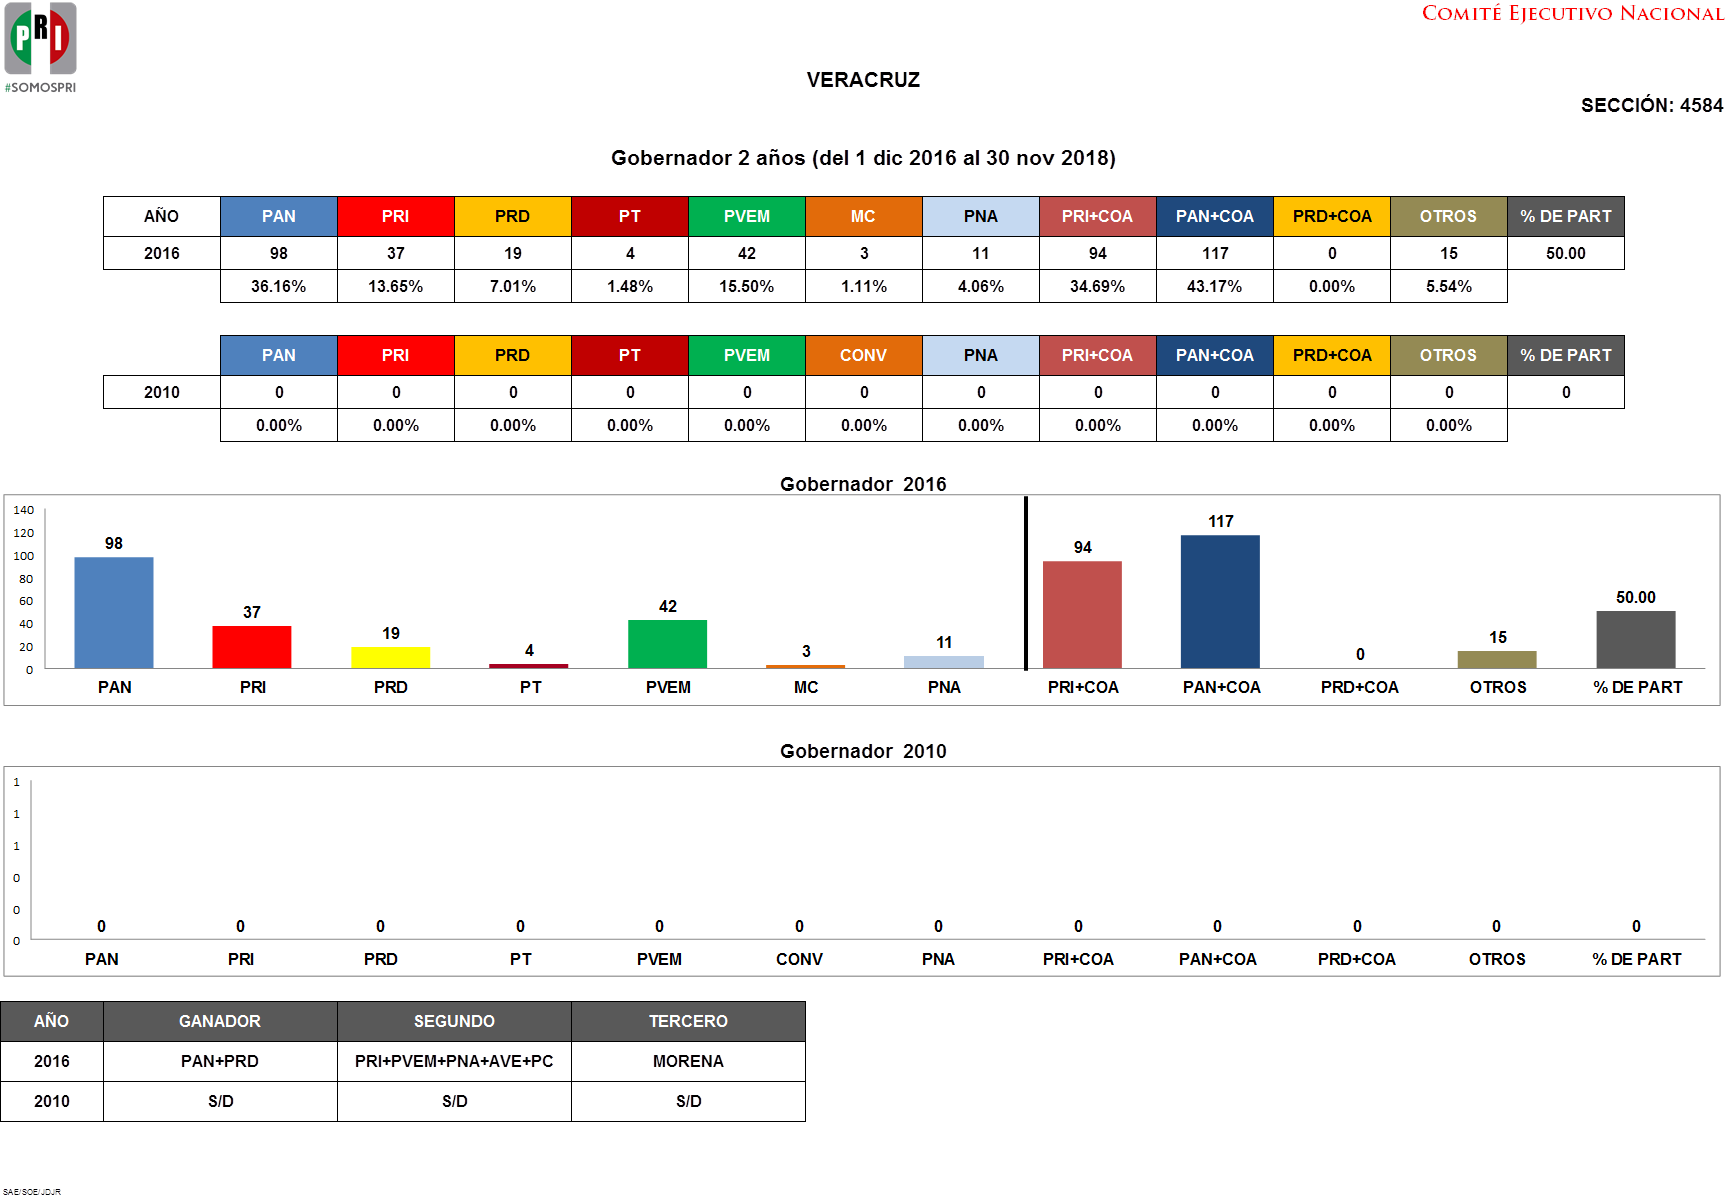 PRI
#SOMOSPRI
COMITÉ EJECUTIVO NACIONAL
VERACRUZ
SECCIÓN: 4584
Gobernador 2 años (del 1 dic 2016 al 30 nov 2018)
AÑO PAN PRI PRD PT PVEM MC PNA PRI+COA PAN+COA PRD+COA OTROS % DE PART
2016 98 37 19 4 42 3 11 94 117 0 15 50.00
36.16% 13.65% 7.01% 1.48% 15.50% 1.11% 4.06% 34.69% 43.17% 0.00% 5.54%
PAN PRI PRD PT PVEM CONV PNA PRI+COA PAN+COA PRD+COA OTROS % DE PART
2010 0 0 0 0 0 0 0 0 0 0 0 0
0.00% 0.00% 0.00% 0.00% 0.00% 0.00% 0.00% 0.00% 0.00% 0.00% 0.00%
Gobernador 2016
140
120
100
80
60
40
20
0
98 37 19 4 42 3 11 94 117 0 15 50.00
PAN PRI PRD PT PVEM MC PNA PRI+COA PAN+COA PRD+COA OTROS % DE PART
Gobernador 2010
1
1
1
0
0
0
0 0 0 0 0 0 0 0 0 0 0 0
PAN PRI PRD PT PVEM CONV PNA PRI+COA PAN+COA PRD+COA OTROS % DE PART
AÑO GANADOR SEGUNDO TERCERO
2016 PAN+PRD PRI+PVEM+PNA+AVE+PC MORENA
2010 S/D S/D S/D
SAE/SOE/JDJR